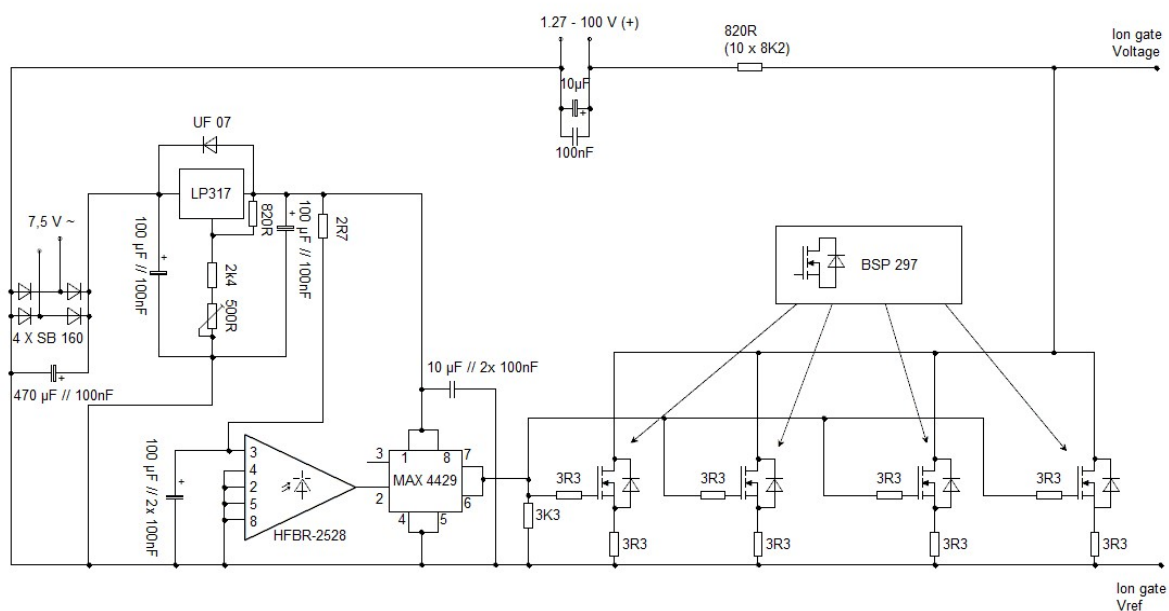 1.27 - 100 V (+)
820R
(10 x 8K2)
Ion gate
Voltage
10µF
100nF
UF 07
LP317
820R
100 µF // 100nF
100 µF // 100nF
2R7
7,5 V ~
2k4
500R
4 X SB 160
470 µF // 100nF
BSP 297
10 µF // 2x 100nF
100 µF // 2x 100nF
3
4
2
5
8
HFBR-2528
3
2
1
8
7
MAX 4429
6
4
5
3K3
3R3
3R3
3R3
3R3
3R3
3R3
3R3
3R3
Ion gate
Vref